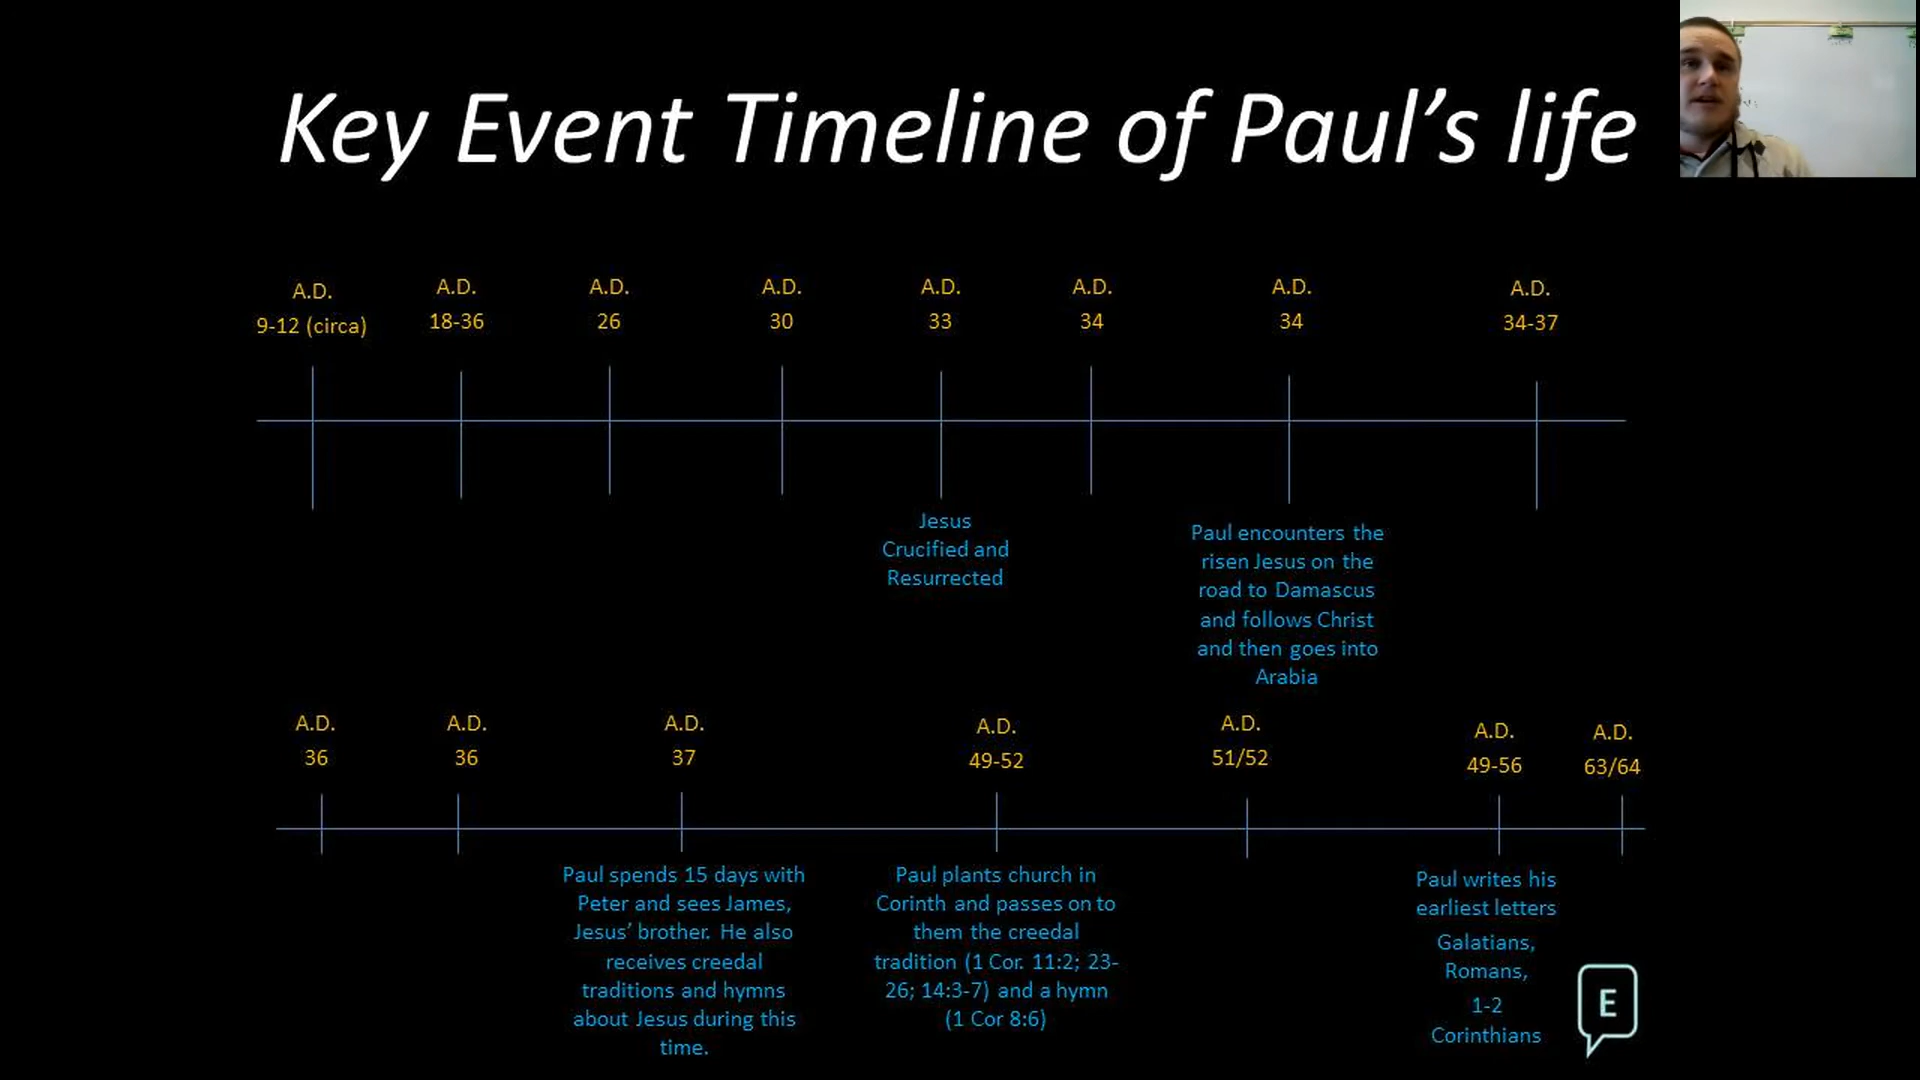 Key Event Timeline of Paul’s life
A.D.
9-12 (circa)
A.D.
18-36
A.D.
26
A.D.
30
A.D.
33
A.D.
34
A.D.
34
A.D.
34-37
Jesus
Crucified and
Resurrected
Paul encounters the
risen Jesus on the
road to Damascus
and follows Christ
and then goes into
Arabia
A.D.
36
A.D.
36
A.D.
37
A.D.
49-52
A.D.
51/52
A.D.
49-56
A.D.
63/64
Paul spends 15 days with
Peter and sees James,
Jesus’ brother. He also
receives creedal
traditions and hymns
about Jesus during this
time.
Paul plants church in
Corinth and passes on to
them the creedal
tradition (1 Cor. 11:2; 23-
26; 14:3-7) and a hymn
(1 Cor 8:6)
Paul writes his
earliest letters
Galatians,
Romans,
1-2
Corinthians
E